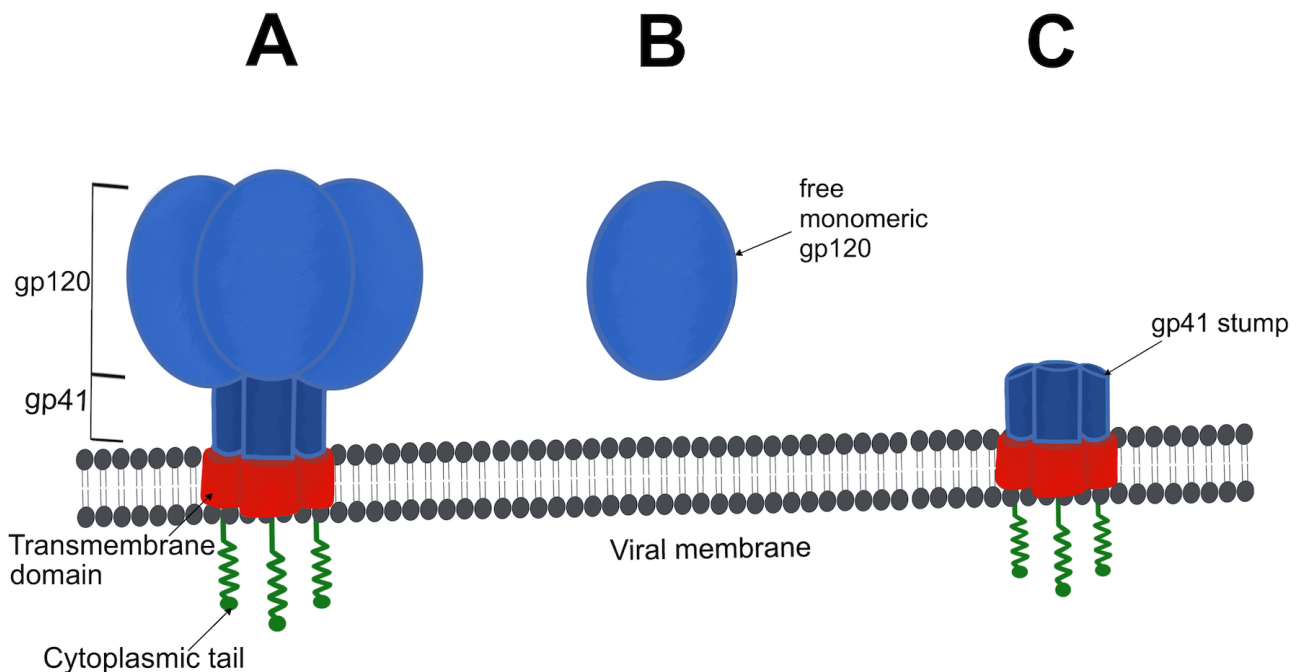 A
B
C
free
monomeric
gp120
gp120
gp41 stump
gp41
Transmembrane
domain
Viral membrane
Cytoplasmic tail